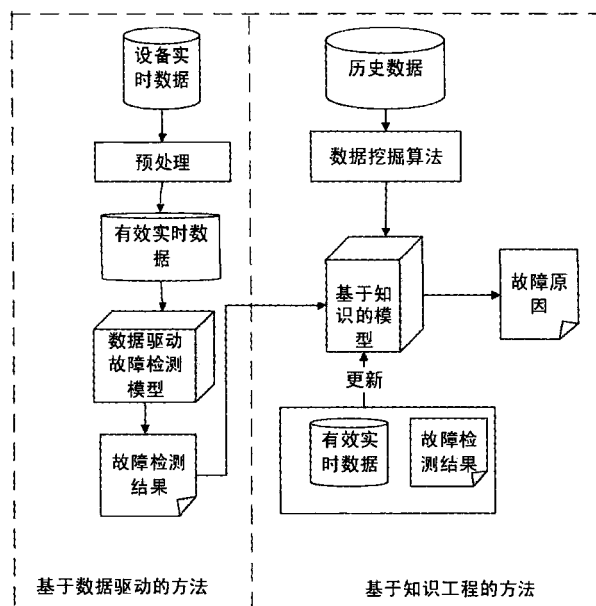 设备实
时数据
预处理
有效实时数
据
数据驱动
故障检测
模型
故障检测
结果
基于数据驱动的方法
历史数据
数据挖掘算法
基于知
识的模
型
故障原
因
更新
有效实
时数据
故障检
测结果
基于知识工程的方法